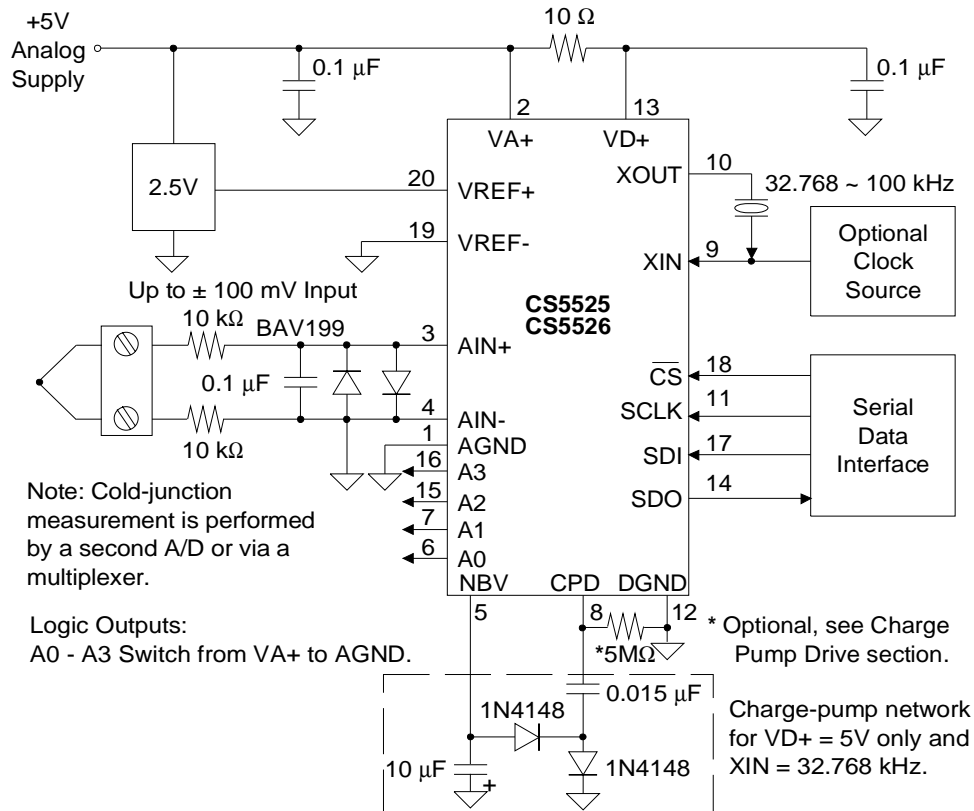 +5V
Analog
Supply
10 Ω
0.1 µF
0.1 µF
2
13
VA+
VD+
2.5V
20
VREF+
19
VREF-
XOUT
10
32.768 ~ 100 kHz
XIN
9
Optional
Clock
Source
Up to ± 100 mV Input
10 kΩ
BAV199
0.1 µF
10 kΩ
CS5525
CS5526
3
AIN+
4
AIN-
1
AGND
16
A3
15
A2
7
A1
6
A0
CS
18
SCLK
11
SDI
17
SDO
14
Serial
Data
Interface
Note: Cold-junction
measurement is performed
by a second A/D or via a
multiplexer.
NBV
CPD
DGND
5
8
12
Logic Outputs:
A0 - A3 Switch from VA+ to AGND.
*5MΩ
* Optional, see Charge
Pump Drive section.
0.015 µF
1N4148
1N4148
10 µF
+
Charge-pump network
for VD+ = 5V only and
XIN = 32.768 kHz.